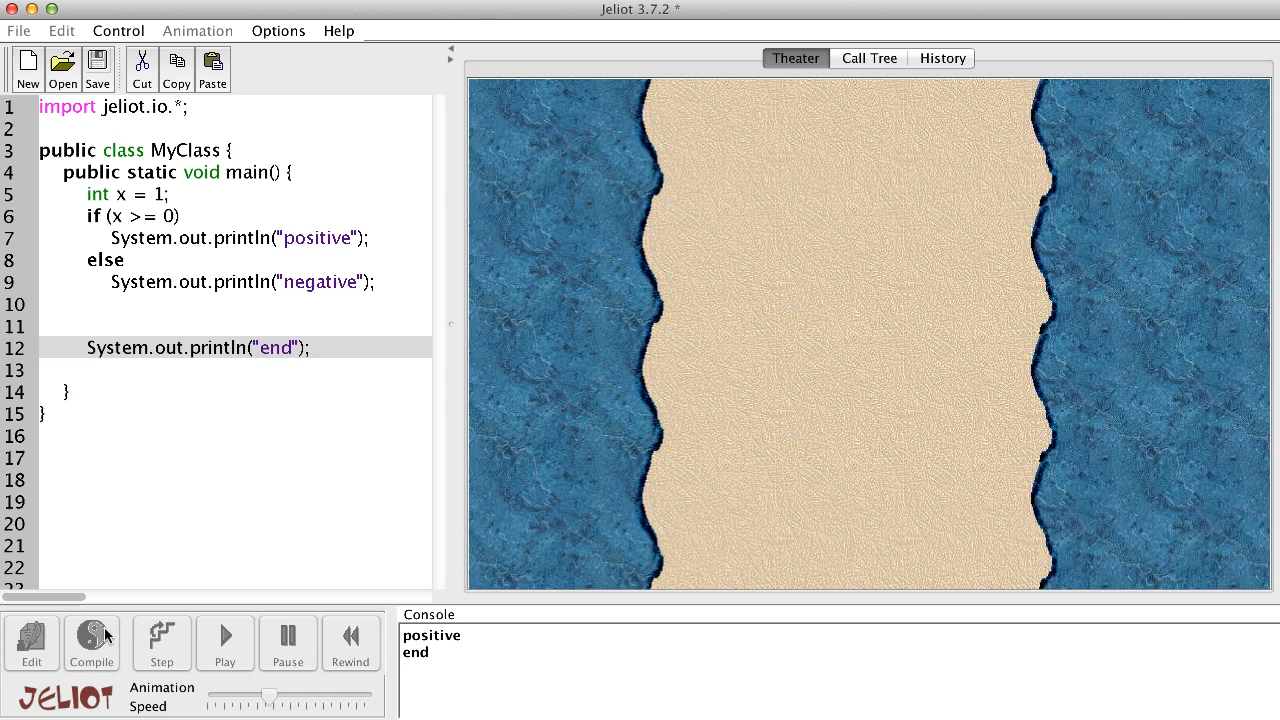 Jeliot 3.7.2 *
File Edit Control Animation Options Help
New Open Save Cut Copy Paste
Theater Call Tree History
1 import jeliot.io.*;
2
3 public class MyClass {
4 public static void main() {
5 int x = 1;
6 if (x >= 0)
7 System.out.println("positive");
8 else
9 System.out.println("negative");
10
11
12 System.out.println("end");
13
14 }
15 }
16
17
18
19
20
21
22
23
Edit Compile Step Play Pause Rewind
JELIOT Animation Speed
Console
positive
end